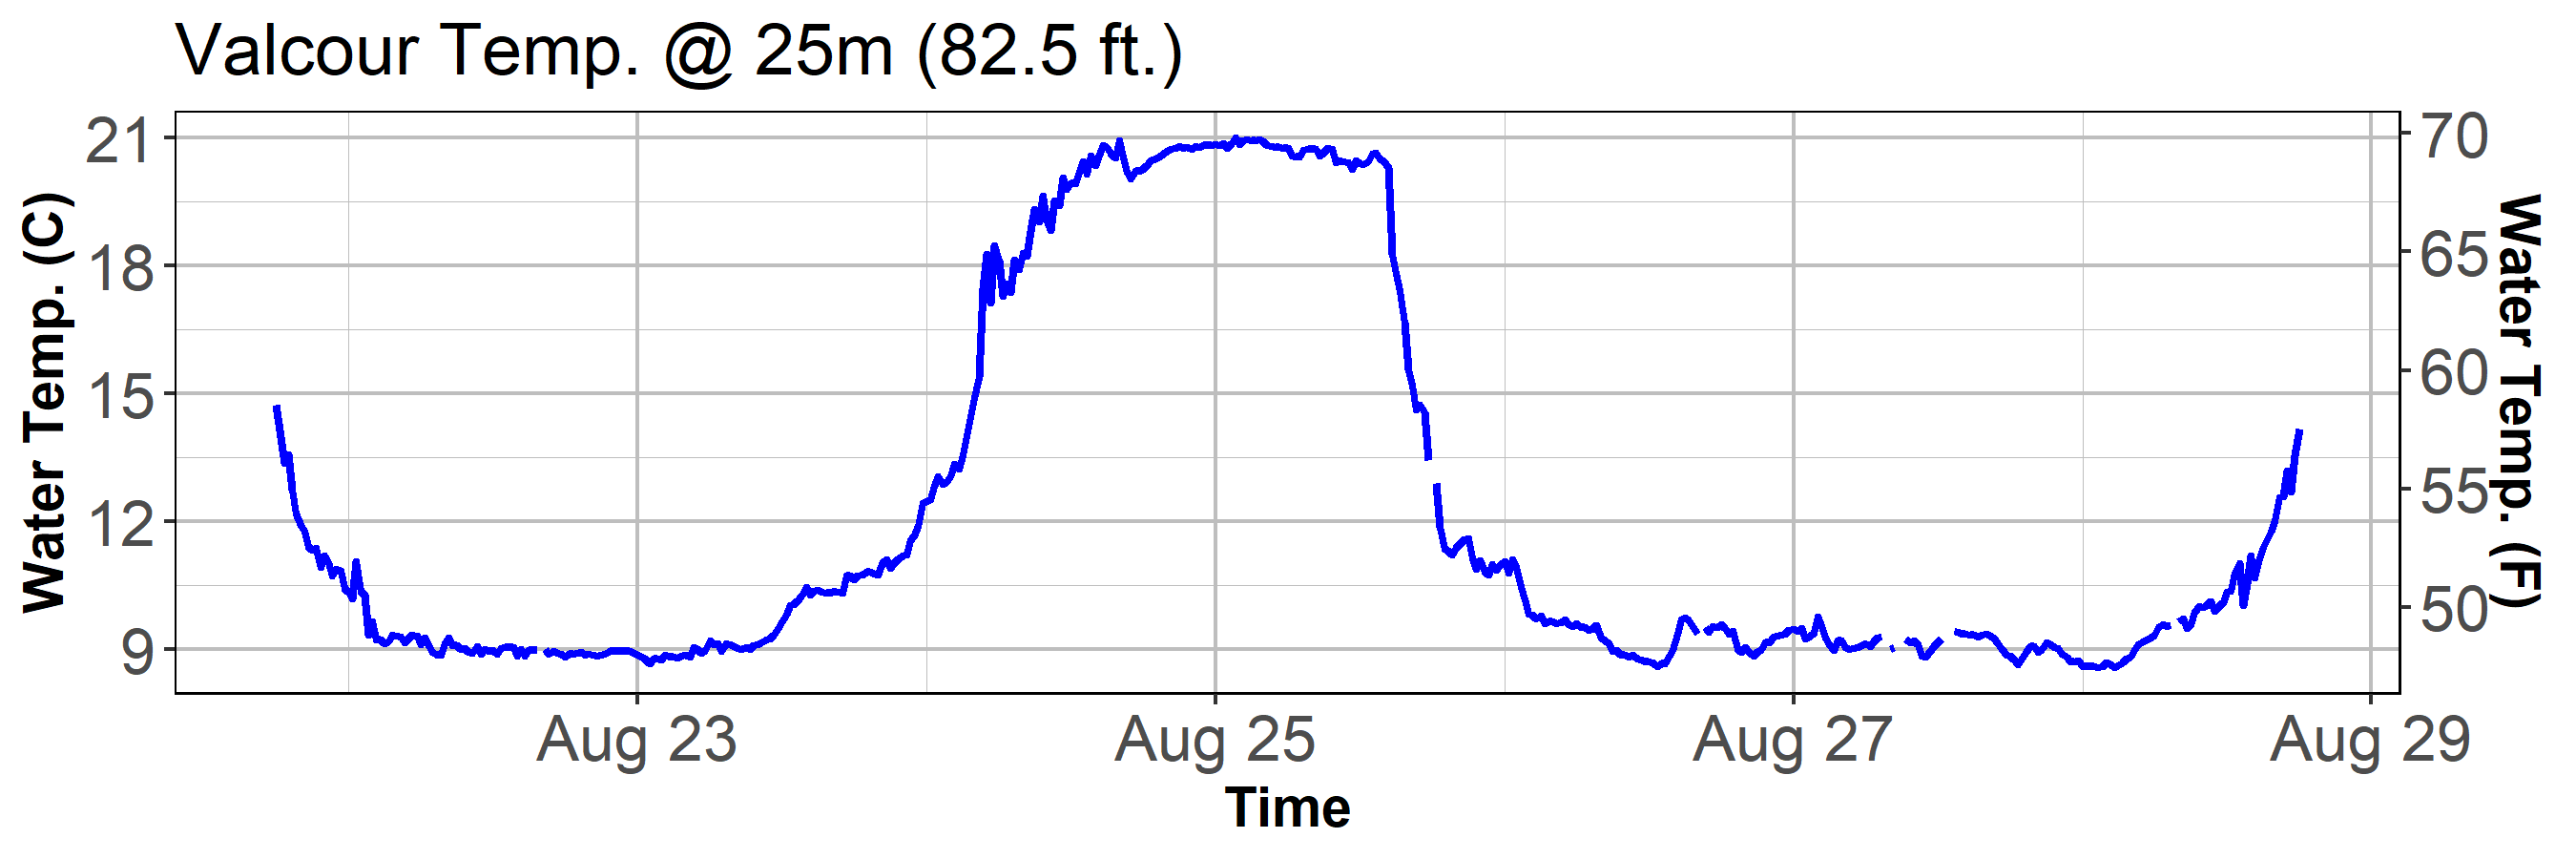 Valcour Temp. @ 25m (82.5 ft.)
Water Temp. (C)
21
18
15
12
9
70
65
60
55
50
Water Temp. (F)
Aug 23
Aug 25
Aug 27
Aug 29
Time